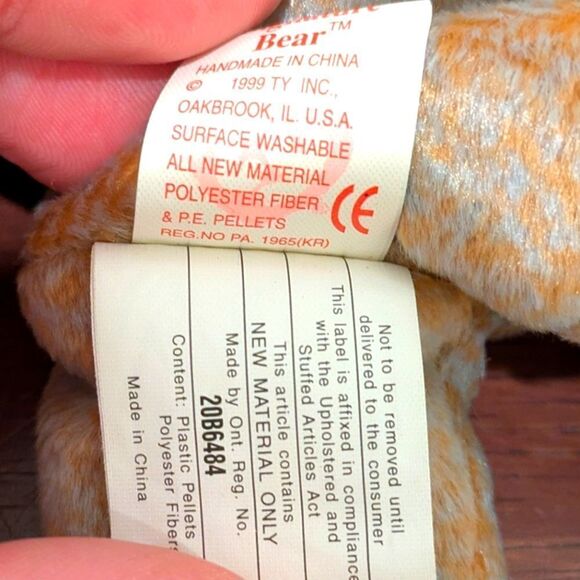 Bear™
HANDMADE IN CHINA
© 1999 TY INC.,
OAKBROOK, IL. U.S.A.
SURFACE WASHABLE
ALL NEW MATERIAL
POLYESTER FIBER
& P.E. PELLETS
REG.NO PA. 1965(KR)
CE
Not to be removed until
delivered to the consumer
This label is affixed in compliance
with the Upholstered and
Stuffed Articles Act
This article contains
NEW MATERIAL ONLY
Made by Ont. Reg. No.
20B6484
Content: Plastic Pellets
Polyester Fibers
Made in China